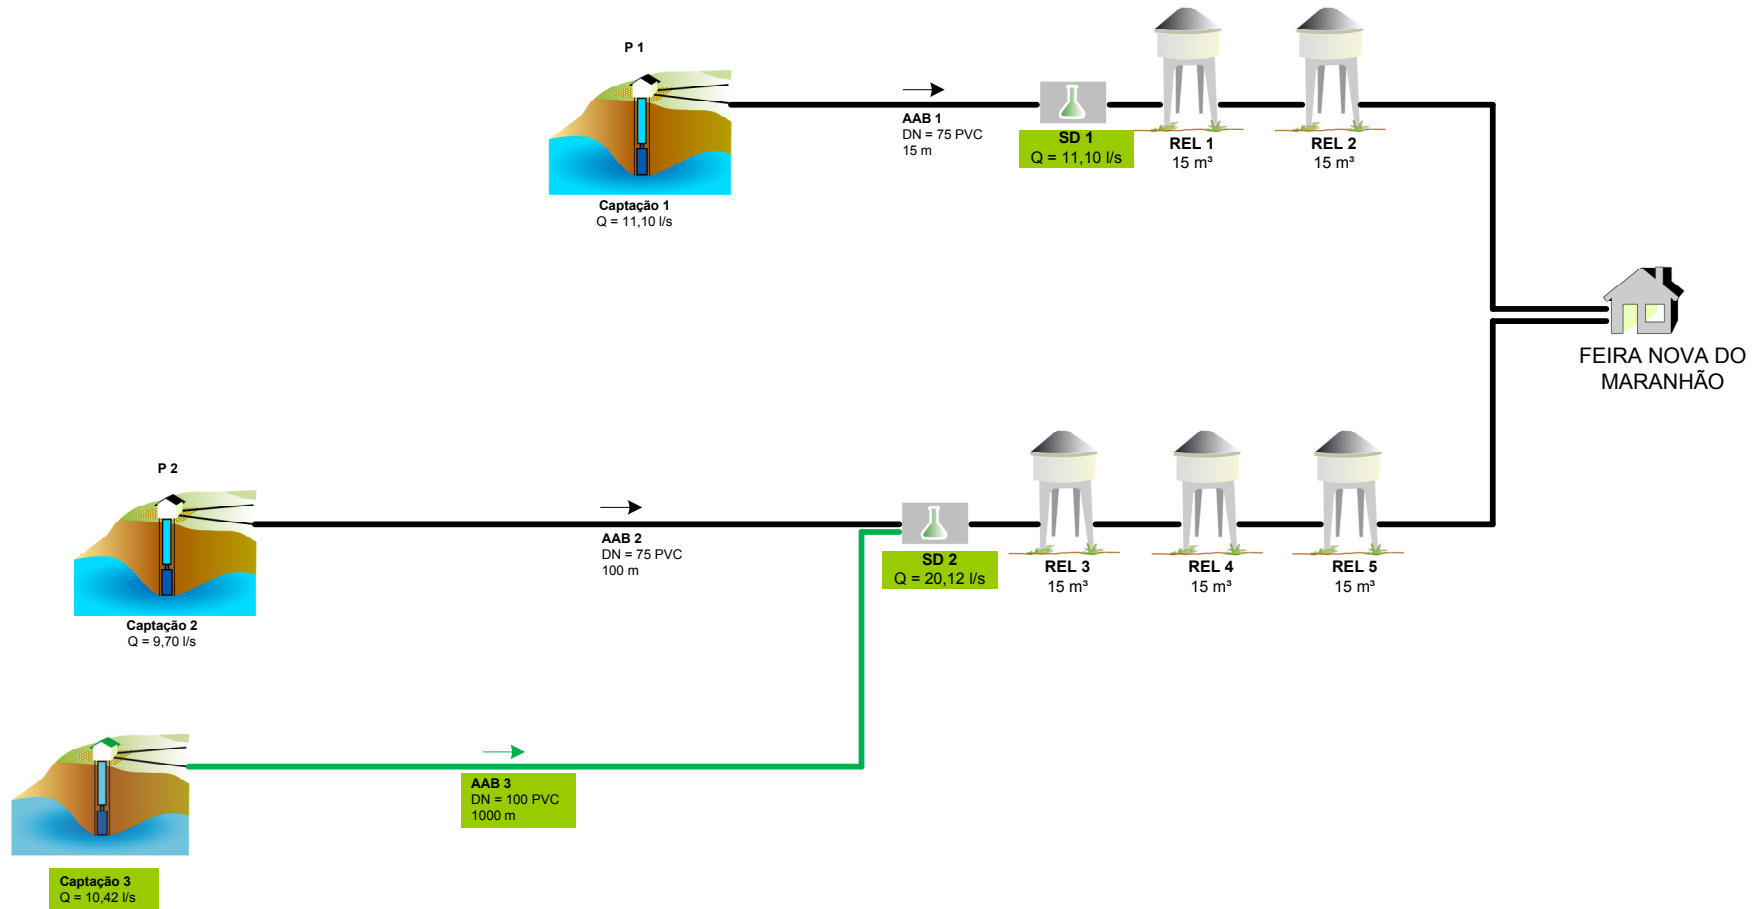 P 1
AAB 1
DN = 75 PVC
15 m
SD 1
Q = 11,10 l/s
REL 1
15 m³
REL 2
15 m³
Captação 1
Q = 11,10 l/s
FEIRA NOVA DO
MARANHÃO
P 2
AAB 2
DN = 75 PVC
100 m
SD 2
Q = 20,12 l/s
REL 3
15 m³
REL 4
15 m³
REL 5
15 m³
Captação 2
Q = 9,70 l/s
AAB 3
DN = 100 PVC
1000 m
Captação 3
Q = 10,42 l/s